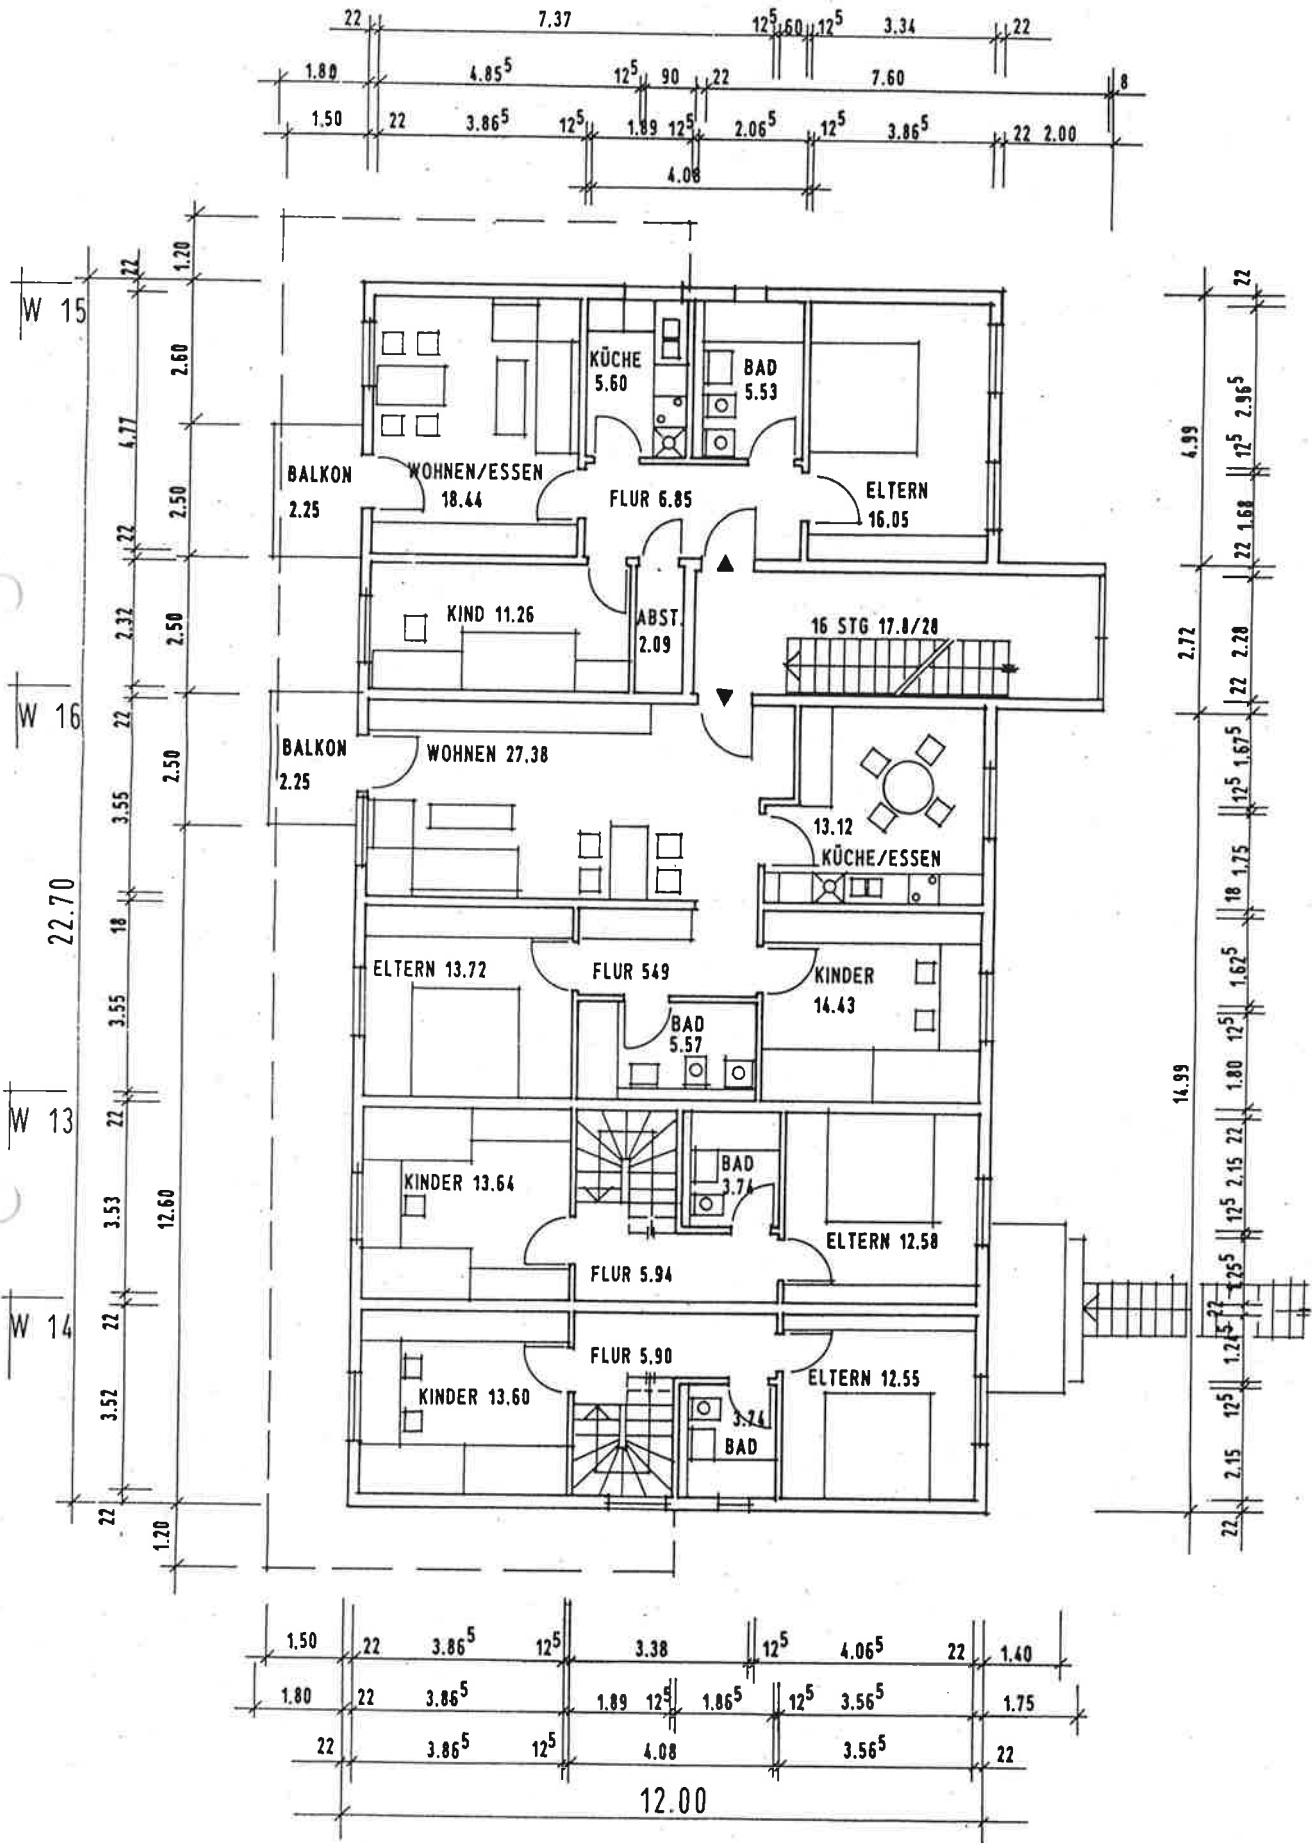 22 7.37 12⁵ 60 12⁵ 3.34 22
1.80 4.85⁵ 12⁵ 90 22 7.60 8
1.50 22 3.86⁵ 12⁵ 1.89 12⁵ 2.06⁵ 12⁵ 3.86⁵ 22 2.00
4.08
W 15
W 16
W 13
W 14
22.70
22
4.77
22
2.32
22
3.55
18
3.55
22
3.53
22
3.52
22
1.20
2.60
2.50
2.50
2.50
12.60
1.20
KÜCHE
5.60
BAD
5.53
BALKON
2.25
WOHNEN/ESSEN
18.44
FLUR 6.85
ELTERN
16.05
KIND 11.26
ABST.
2.09
16 STG 17.8/28
BALKON
2.25
WOHNEN 27.38
13.12
KÜCHE/ESSEN
ELTERN 13.72
FLUR 549
KINDER
14.43
BAD
5.57
KINDER 13.64
BAD
3.74
ELTERN 12.58
FLUR 5.94
FLUR 5.90
ELTERN 12.55
KINDER 13.60
3.74
BAD
4.99
2.72
14.99
22
2.96⁵
12⁵
1.68
22
2.28
22
1.67⁵
12⁵
1.75
18
1.62⁵
12⁵
1.80
22
2.15
12⁵
1.25⁵
22
12⁵
2.15
22
1.50 22 3.86⁵ 12⁵ 3.38 12⁵ 4.06⁵ 22 1.40
1.80 22 3.86⁵ 1.89 12⁵ 1.86⁵ 12⁵ 3.56⁵ 1.75
22 3.86⁵ 12⁵ 4.08 3.56⁵ 22
12.00